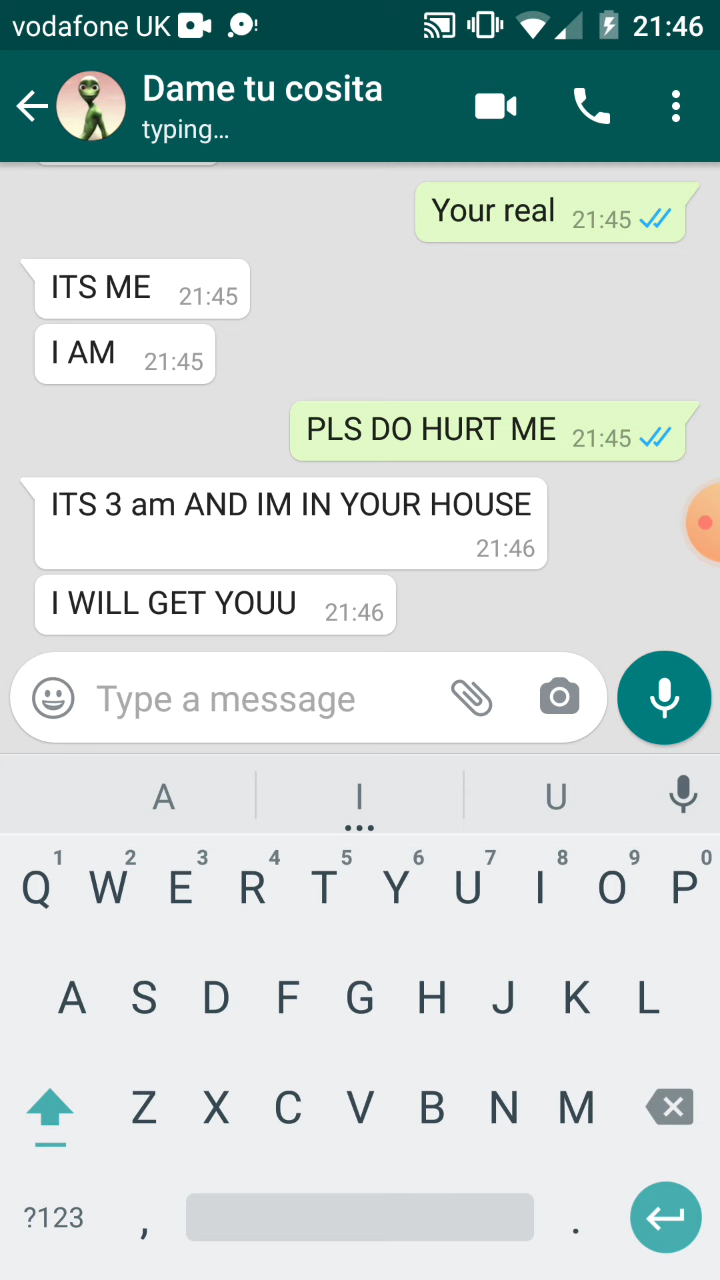 vodafone UK 21:46
Dame tu cosita
typing...
Your real 21:45
ITS ME 21:45
I AM 21:45
PLS DO HURT ME 21:45
ITS 3 am AND IM IN YOUR HOUSE
21:46
I WILL GET YOUU 21:46
Type a message
A I U
...
1 2 3 4 5 6 7 8 9 0
Q W E R T Y U I O P
A S D F G H J K L
Z X C V B N M
?123 , .